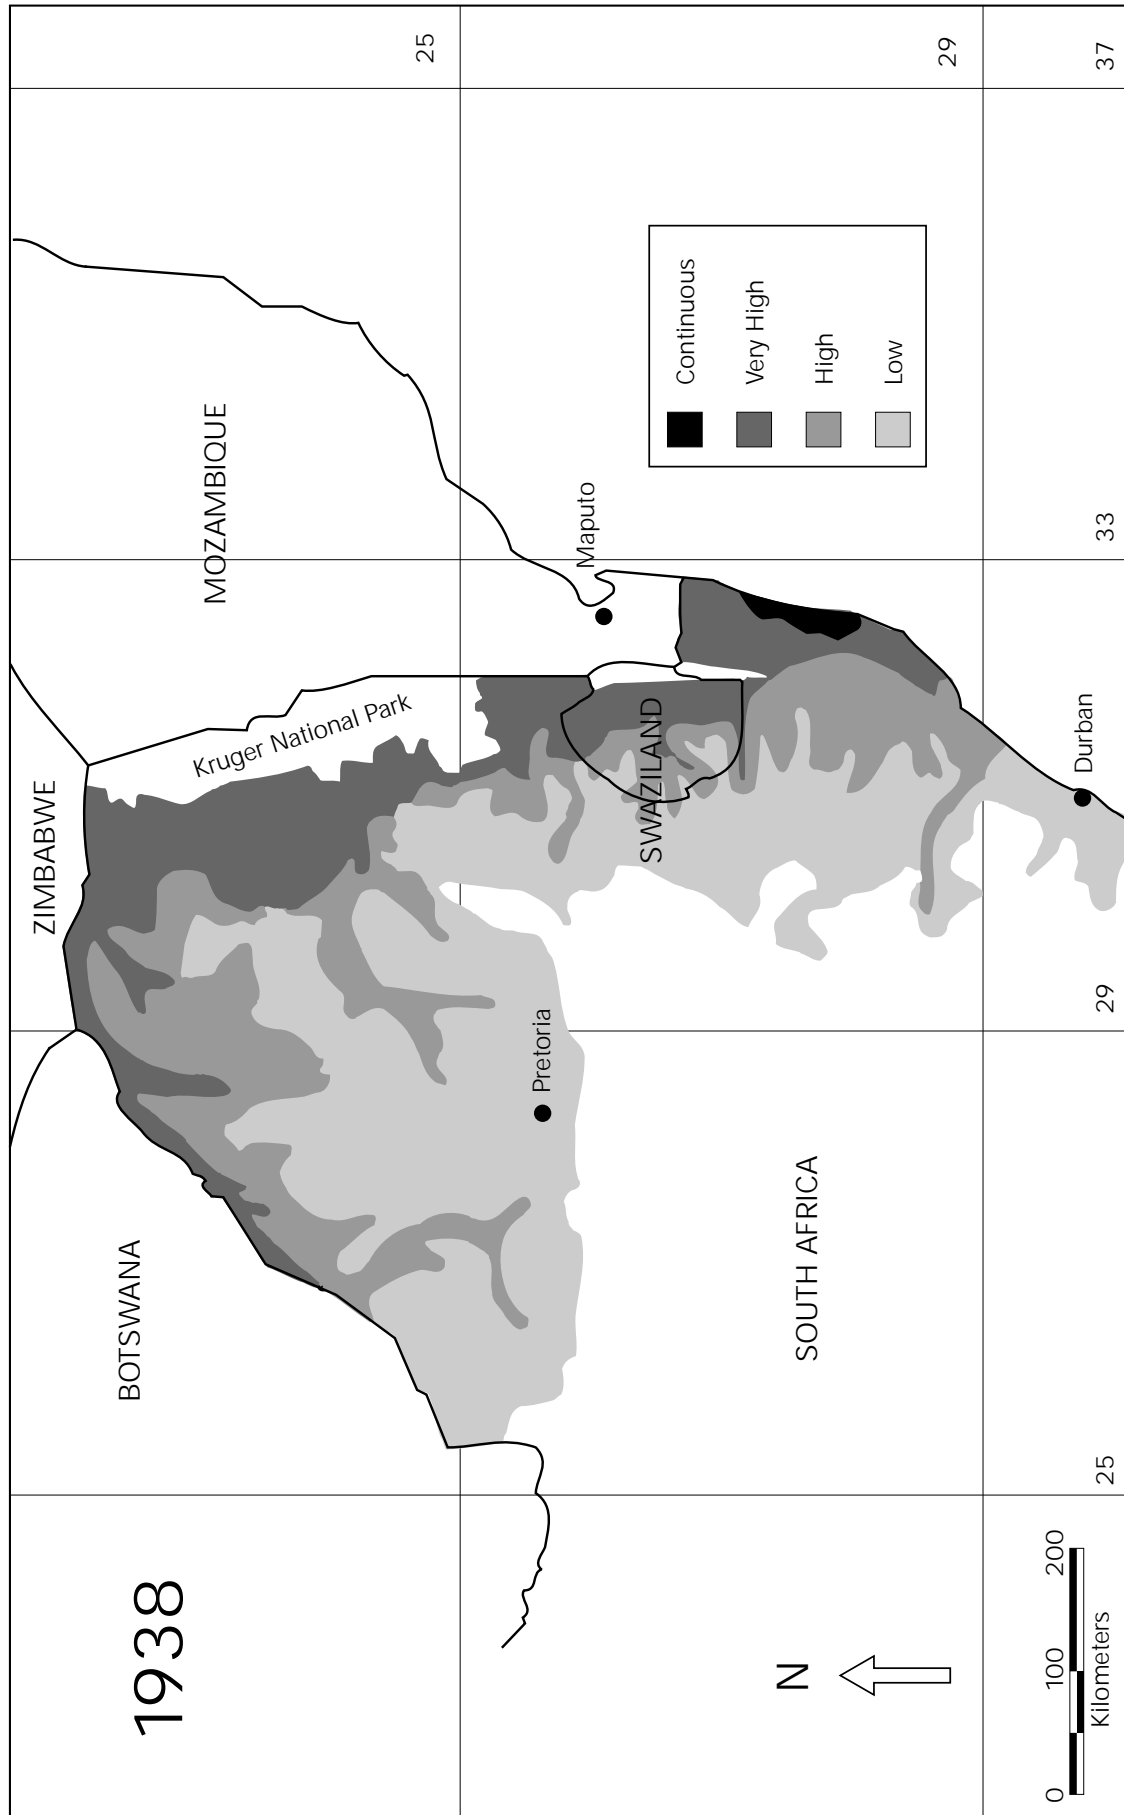 1938
ZIMBABWE
BOTSWANA
MOZAMBIQUE
Kruger National Park
25
Pretoria
Maputo
SWAZILAND
Continuous
Very High
High
Low
SOUTH AFRICA
N
29
Durban
0 100 200
Kilometers
25
29
33
37